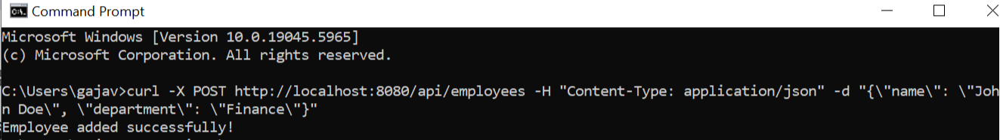 Command Prompt
Microsoft Windows [Version 10.0.19045.5965]
(c) Microsoft Corporation. All rights reserved.
C:\Users\gajav>curl -X POST http://localhost:8080/api/employees -H "Content-Type: application/json" -d "{\"name\": \"Joh
n Doe\", \"department\": \"Finance\"}"
Employee added successfully!